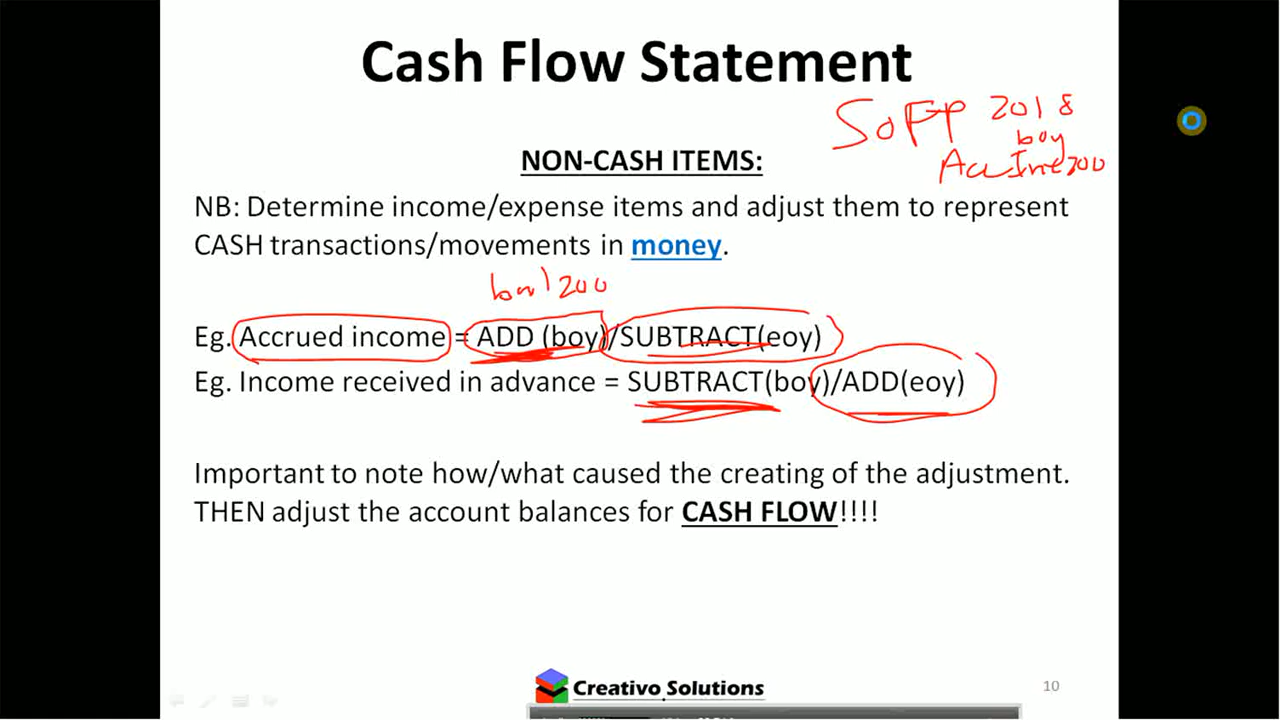 Cash Flow Statement
SoFP 2018
boy
NON-CASH ITEMS:
Acc Inc 200
NB: Determine income/expense items and adjust them to represent
CASH transactions/movements in money.
200
Eg. Accrued income = ADD (boy)/SUBTRACT(eoy)
Eg. Income received in advance = SUBTRACT(boy)/ADD(eoy)
Important to note how/what caused the creating of the adjustment.
THEN adjust the account balances for CASH FLOW!!!!
Creativo Solutions
10